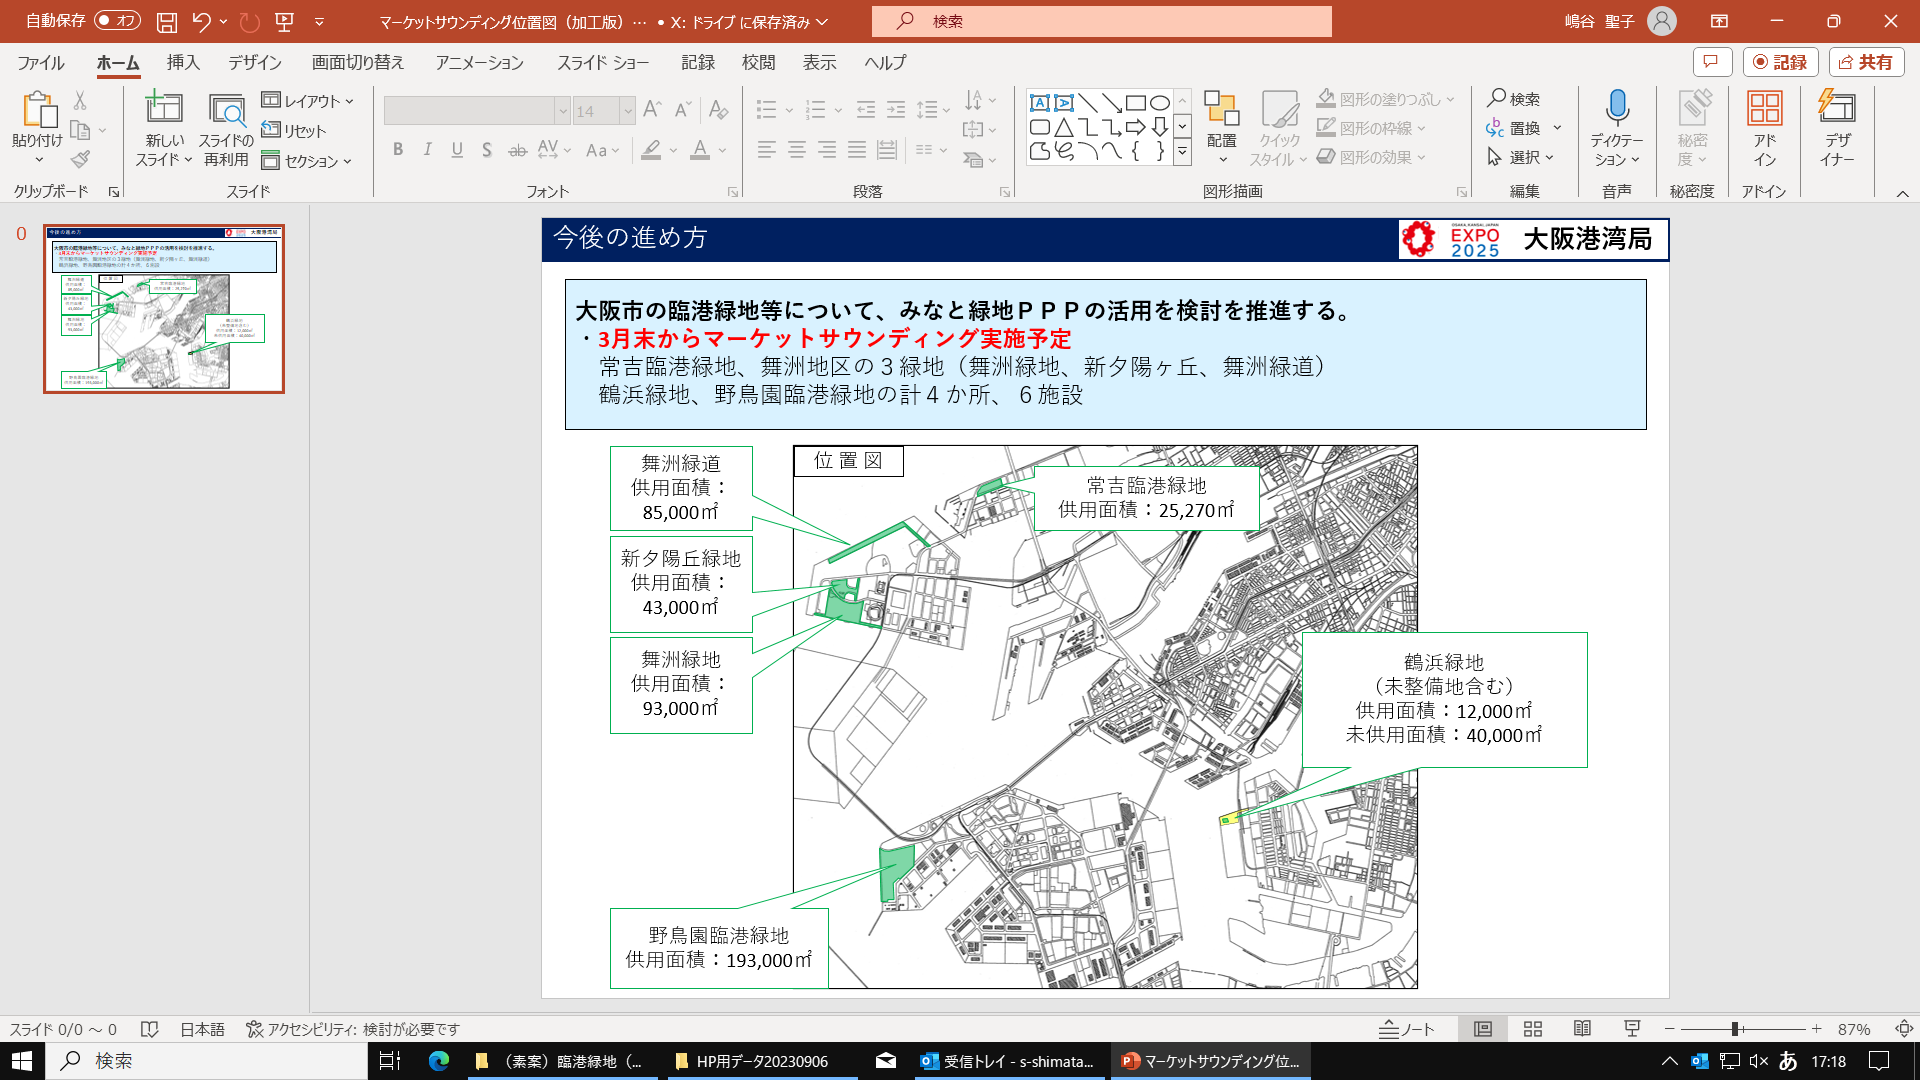 自動保存 オフ
マーケットサウンディング位置図（加工版）… • X: ドライブ に保存済み
検索
嶋谷 聖子
ファイル ホーム 挿入 デザイン 画面切り替え アニメーション スライド ショー 記録 校閲 表示 ヘルプ
記録 共有
貼り付け
新しい
スライド
スライドの
再利用
レイアウト
リセット
セクション
14
B I U S ab AV Aa A
配置
クイック
スタイル
図形の塗りつぶし
図形の枠線
図形の効果
検索
置換
選択
ディクテー
ション
秘密
度
アド
イン
デザ
イナー
クリップボード スライド フォント 段落 図形描画 編集 音声 秘密度 アドイン
0
今後の進め方
OSAKA, KANSAI, JAPAN
EXPO
2025
大阪港湾局
大阪市の臨港緑地等について、みなと緑地ＰＰＰの活用を検討を推進する。
・3月末からマーケットサウンディング実施予定
常吉臨港緑地、舞洲地区の３緑地（舞洲緑地、新夕陽ヶ丘、舞洲緑道）
鶴浜緑地、野鳥園臨港緑地の計４か所、６施設
位置図
舞洲緑道
供用面積：
85,000㎡
常吉臨港緑地
供用面積：25,270㎡
新夕陽丘緑地
供用面積：
43,000㎡
舞洲緑地
供用面積：
93,000㎡
鶴浜緑地
（未整備地含む）
供用面積：12,000㎡
未供用面積：40,000㎡
野鳥園臨港緑地
供用面積：193,000㎡
スライド 0/0 ～ 0 日本語 アクセシビリティ: 検討が必要です
ノート
87%
検索
（素案）臨港緑地（...
HP用データ20230906
受信トレイ - s-shimata...
マーケットサウンディング位...
あ 17:18